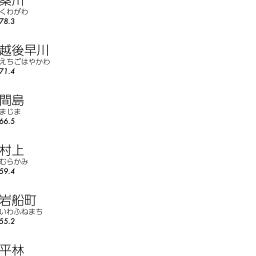 桑川
くわがわ
78.3
越後早川
えちごはやかわ
71.4
間島
まじま
66.5
村上
むらかみ
59.4
岩船町
いわふねまち
55.2
平林